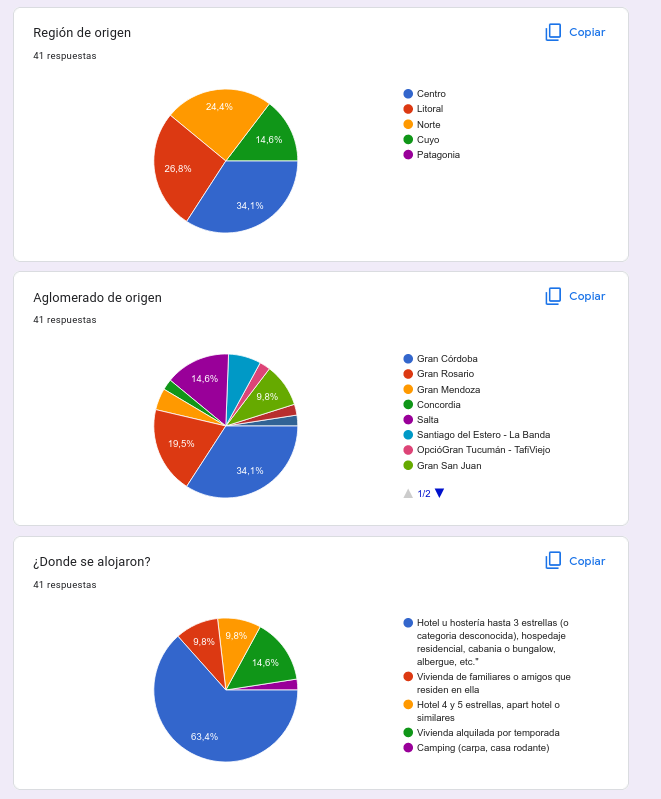 Región de origen
Copiar
41 respuestas
24,4%
14,6%
26,8%
34,1%
Centro
Litoral
Norte
Cuyo
Patagonia
Aglomerado de origen
Copiar
41 respuestas
14,6%
9,8%
19,5%
34,1%
Gran Córdoba
Gran Rosario
Gran Mendoza
Concordia
Salta
Santiago del Estero - La Banda
OpcióGran Tucumán - TafiViejo
Gran San Juan
1/2
¿Donde se alojaron?
Copiar
41 respuestas
9,8%
9,8%
14,6%
63,4%
Hotel u hostería hasta 3 estrellas (o
categoria desconocida), hospedaje
residencial, cabania o bungalow,
albergue, etc."
Vivienda de familiares o amigos que
residen en ella
Hotel 4 y 5 estrellas, apart hotel o
similares
Vivienda alquilada por temporada
Camping (carpa, casa rodante)